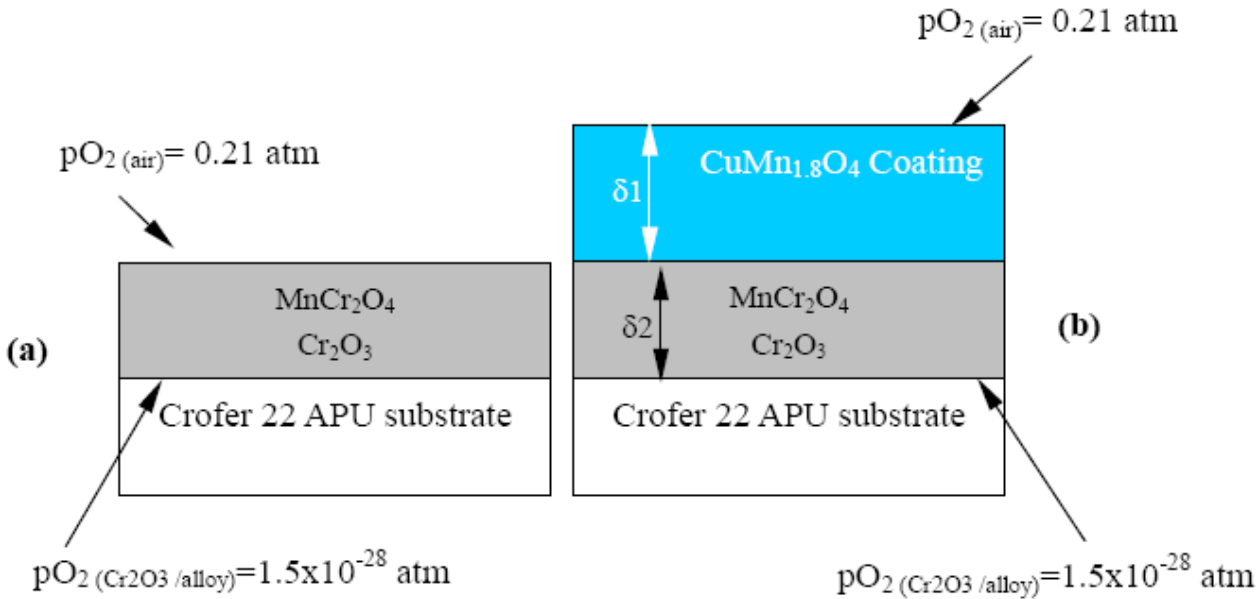 pO₂ (air)= 0.21 atm
pO₂ (air)= 0.21 atm
δ1
CuMn₁.₈O₄ Coating
(a)
MnCr₂O₄
Cr₂O₃
δ2
MnCr₂O₄
Cr₂O₃
(b)
Crofer 22 APU substrate
Crofer 22 APU substrate
pO₂ (Cr2O3 /alloy)=1.5x10⁻²⁸ atm
pO₂ (Cr2O3 /alloy)=1.5x10⁻²⁸ atm